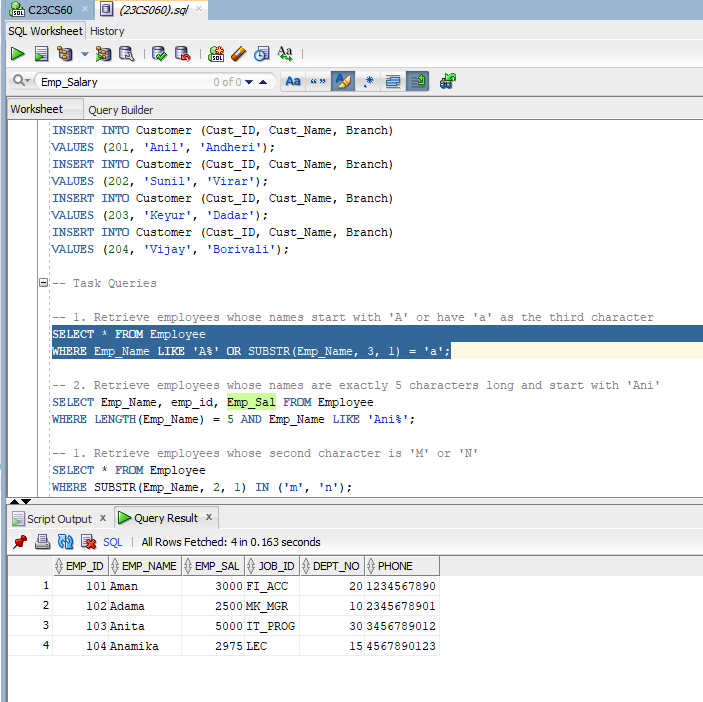 C23CS60 × (23CS060).sql ×
SQL Worksheet History
SQL Aa
Emp_Salary 0 of 0 Aa “ ” .*
Worksheet Query Builder
INSERT INTO Customer (Cust_ID, Cust_Name, Branch)
VALUES (201, 'Anil', 'Andheri');
INSERT INTO Customer (Cust_ID, Cust_Name, Branch)
VALUES (202, 'Sunil', 'Virar');
INSERT INTO Customer (Cust_ID, Cust_Name, Branch)
VALUES (203, 'Keyur', 'Dadar');
INSERT INTO Customer (Cust_ID, Cust_Name, Branch)
VALUES (204, 'Vijay', 'Borivali');
-- Task Queries
-- 1. Retrieve employees whose names start with 'A' or have 'a' as the third character
SELECT * FROM Employee
WHERE Emp_Name LIKE 'A%' OR SUBSTR(Emp_Name, 3, 1) = 'a';
-- 2. Retrieve employees whose names are exactly 5 characters long and start with 'Ani'
SELECT Emp_Name, emp_id, Emp_Sal FROM Employee
WHERE LENGTH(Emp_Name) = 5 AND Emp_Name LIKE 'Ani%';
-- 1. Retrieve employees whose second character is 'M' or 'N'
SELECT * FROM Employee
WHERE SUBSTR(Emp_Name, 2, 1) IN ('m', 'n');
Script Output × Query Result ×
SQL | All Rows Fetched: 4 in 0.163 seconds
EMP_ID EMP_NAME EMP_SAL JOB_ID DEPT_NO PHONE
1 101 Aman 3000 FI_ACC 20 1234567890
2 102 Adama 2500 MK_MGR 10 2345678901
3 103 Anita 5000 IT_PROG 30 3456789012
4 104 Anamika 2975 LEC 15 4567890123